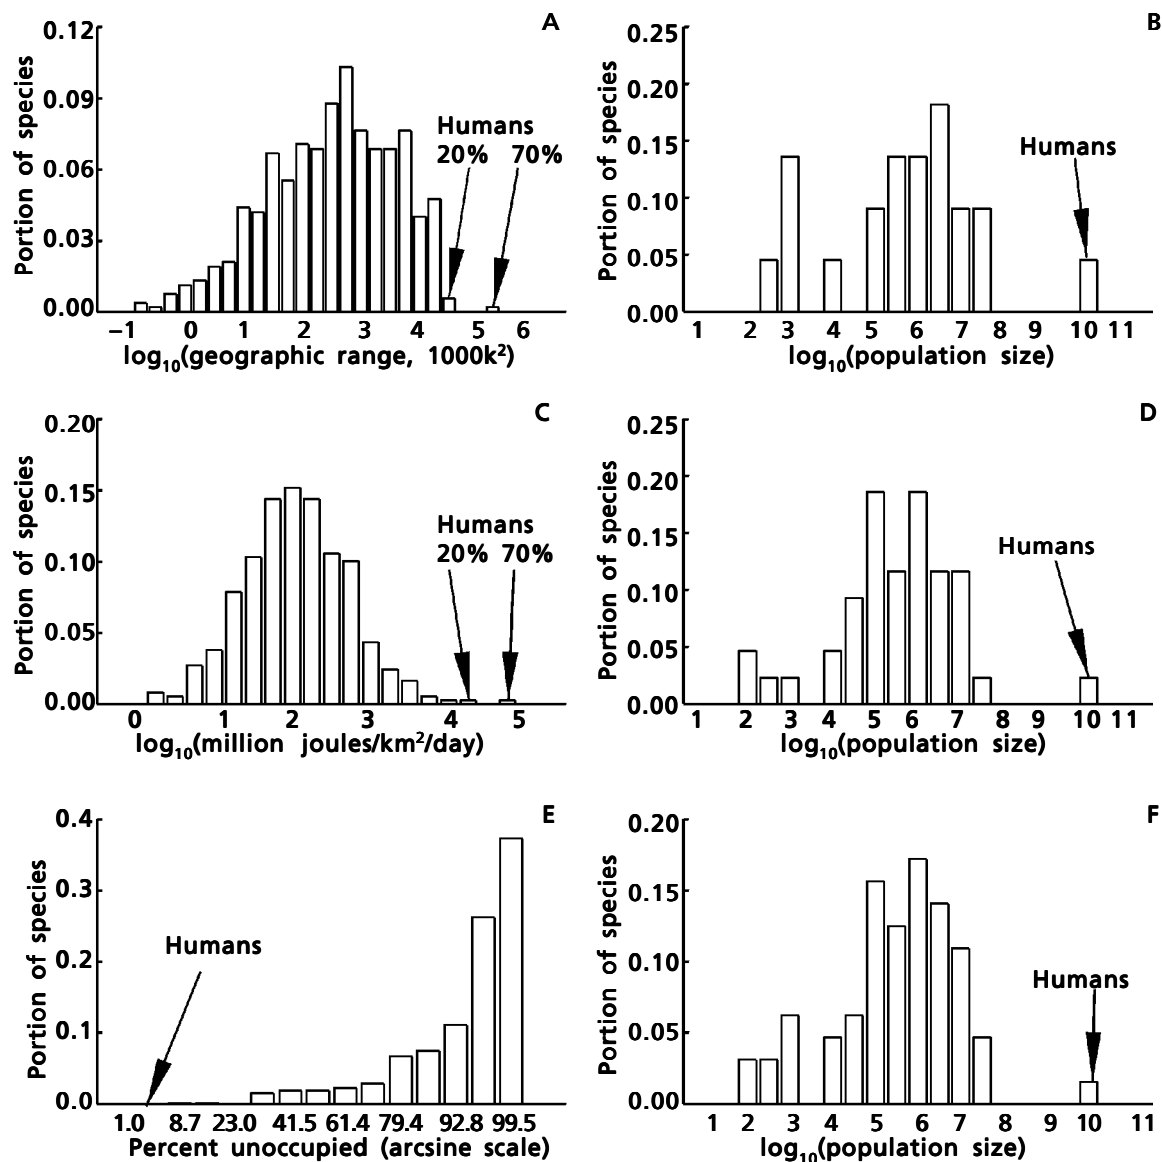 A
0.12
0.09
0.06
0.03
0.00
Portion of species
Humans
20% 70%
−1 0 1 2 3 4 5 6
log10(geographic range, 1000k²)
B
0.25
0.20
0.15
0.10
0.05
0.00
Portion of species
Humans
1 2 3 4 5 6 7 8 9 10 11
log10(population size)
C
0.20
0.15
0.10
0.05
0.00
Portion of species
Humans
20% 70%
0 1 2 3 4 5
log10(million joules/km²/day)
D
0.25
0.20
0.15
0.10
0.05
0.00
Portion of species
Humans
1 2 3 4 5 6 7 8 9 10 11
log10(population size)
E
0.4
0.3
0.2
0.1
0.0
Portion of species
Humans
1.0 8.7 23.0 41.5 61.4 79.4 92.8 99.5
Percent unoccupied (arcsine scale)
F
0.20
0.15
0.10
0.05
0.00
Portion of species
Humans
1 2 3 4 5 6 7 8 9 10 11
log10(population size)